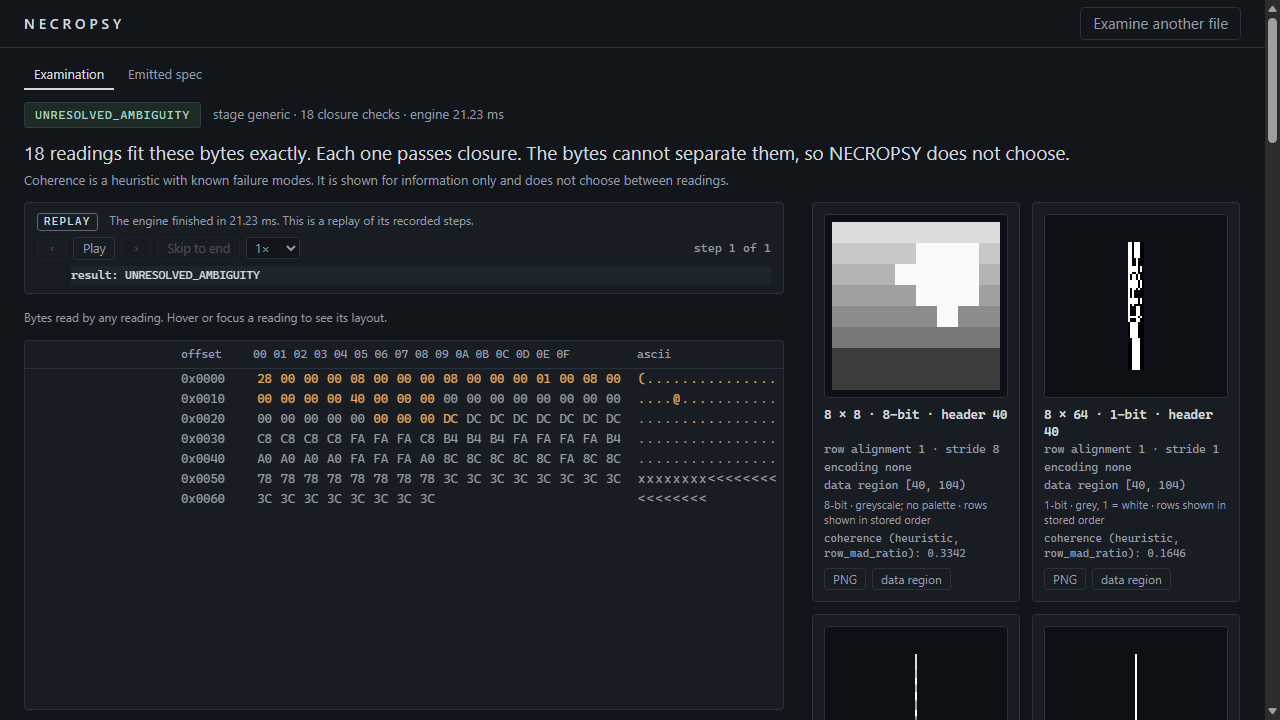 NECROPSY
Examine another file
Examination
Emitted spec
UNRESOLVED_AMBIGUITY
stage generic · 18 closure checks · engine 21.23 ms
18 readings fit these bytes exactly. Each one passes closure. The bytes cannot separate them, so NECROPSY does not choose.
Coherence is a heuristic with known failure modes. It is shown for information only and does not choose between readings.
REPLAY
The engine finished in 21.23 ms. This is a replay of its recorded steps.
‹
Play
›
Skip to end
1×
step 1 of 1
result: UNRESOLVED_AMBIGUITY
Bytes read by any reading. Hover or focus a reading to see its layout.
offset 00 01 02 03 04 05 06 07 08 09 0A 0B 0C 0D 0E 0F ascii
0x0000 28 00 00 00 08 00 00 00 08 00 00 00 01 00 08 00 (...............
0x0010 00 00 00 00 40 00 00 00 00 00 00 00 00 00 00 00 ....@...........
0x0020 00 00 00 00 00 00 00 00 DC DC DC DC DC DC DC DC ................
0x0030 C8 C8 C8 C8 FA FA FA C8 B4 B4 B4 FA FA FA FA B4 ................
0x0040 A0 A0 A0 A0 FA FA FA A0 8C 8C 8C 8C 8C FA 8C 8C ................
0x0050 78 78 78 78 78 78 78 78 3C 3C 3C 3C 3C 3C 3C 3C xxxxxxxx<<<<<<<<
0x0060 3C 3C 3C 3C 3C 3C 3C 3C <<<<<<<<
8 × 8 · 8-bit · header 40
row alignment 1 · stride 8
encoding none
data region [40, 104)
8-bit · greyscale; no palette · rows
shown in stored order
coherence (heuristic,
row_mad_ratio): 0.3342
PNG
data region
8 × 64 · 1-bit · header
40
row alignment 1 · stride 1
encoding none
data region [40, 104)
1-bit · grey, 1 = white · rows shown in
stored order
coherence (heuristic,
row_mad_ratio): 0.1646
PNG
data region